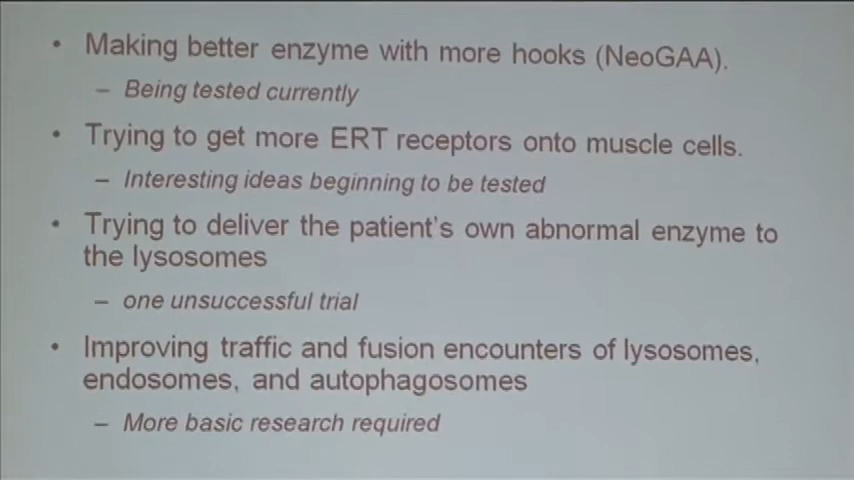 • Making better enzyme with more hooks (NeoGAA).
– Being tested currently
• Trying to get more ERT receptors onto muscle cells.
– Interesting ideas beginning to be tested
• Trying to deliver the patient's own abnormal enzyme to
the lysosomes
– one unsuccessful trial
• Improving traffic and fusion encounters of lysosomes,
endosomes, and autophagosomes
– More basic research required